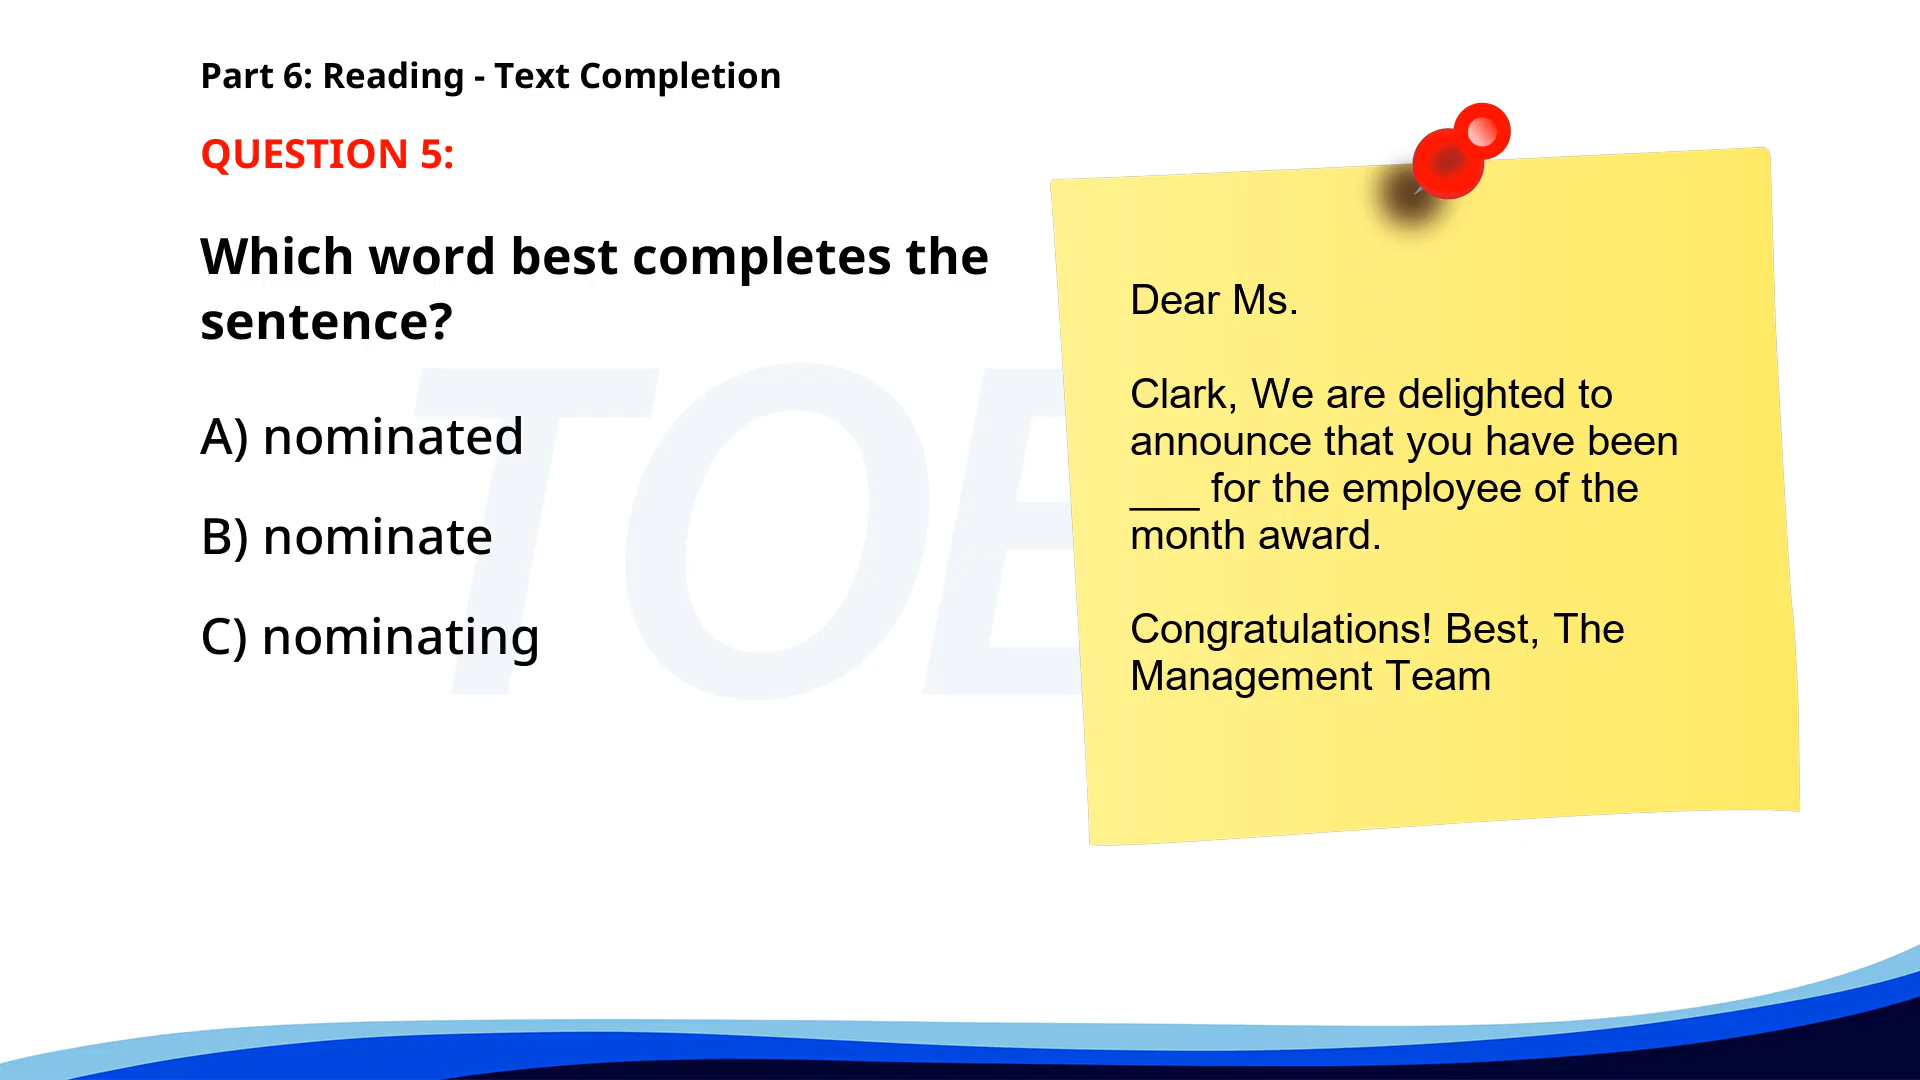 Part 6: Reading - Text Completion
QUESTION 5:
Which word best completes the
sentence?
A) nominated
B) nominate
C) nominating
Dear Ms.
Clark, We are delighted to
announce that you have been
___ for the employee of the
month award.
Congratulations! Best, The
Management Team
TOE